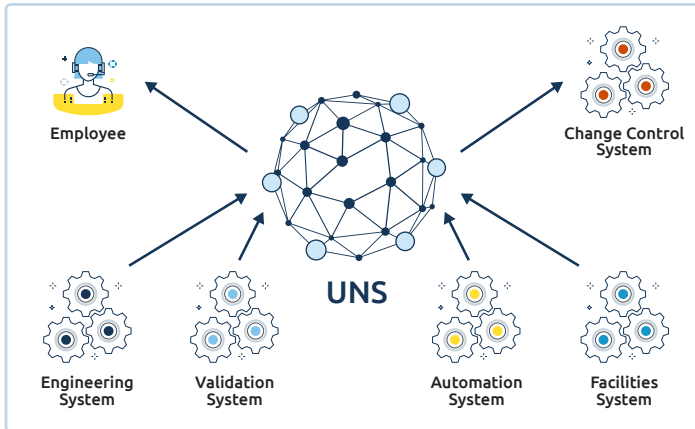 Employee
Change Control
System
UNS
Engineering
System
Validation
System
Automation
System
Facilities
System